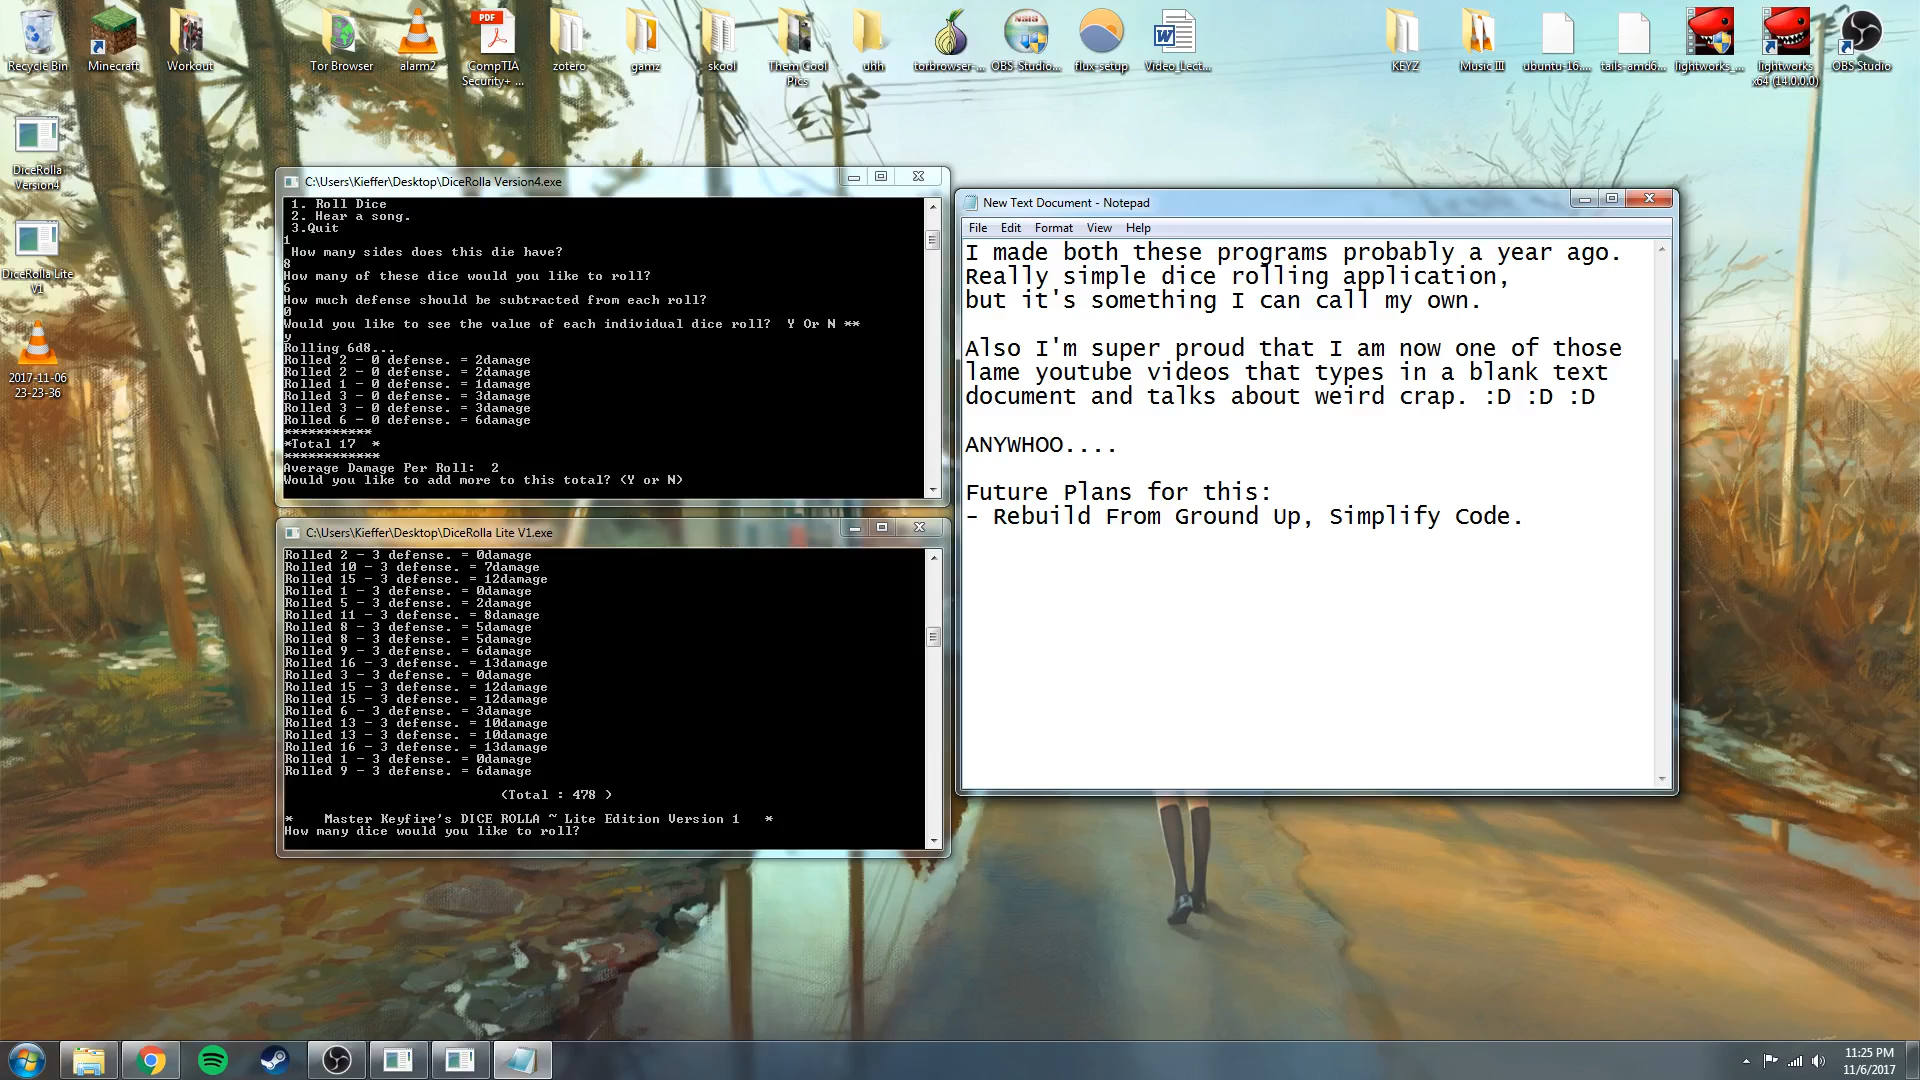 Recycle Bin
Minecraft
Workout
Tor Browser
alarm2
PDF
CompTIA
Security+ ...
zotero
gamz
skool
Them Cool
Pics
uhh
torbrowser-...
OBS-Studio...
flux-setup
Video_Lect...
KEYZ
Music III
ubuntu-16....
tails-amd6...
lightworks_...
lightworks
x64 (14.0.0.0)
OBS Studio
DiceRolla
Version4
DiceRolla Lite
V1
2017-11-06
23-23-36
C:\Users\Kieffer\Desktop\DiceRolla Version4.exe
1. Roll Dice
2. Hear a song.
3.Quit
1
How many sides does this die have?
8
How many of these dice would you like to roll?
6
How much defense should be subtracted from each roll?
0
Would you like to see the value of each individual dice roll?  Y Or N **
y
Rolling 6d8...
Rolled 2 - 0 defense. = 2damage
Rolled 2 - 0 defense. = 2damage
Rolled 1 - 0 defense. = 1damage
Rolled 3 - 0 defense. = 3damage
Rolled 3 - 0 defense. = 3damage
Rolled 6 - 0 defense. = 6damage
***********
*Total 17  *
************
Average Damage Per Roll:  2
Would you like to add more to this total? (Y or N)
C:\Users\Kieffer\Desktop\DiceRolla Lite V1.exe
Rolled 2 - 3 defense. = 0damage
Rolled 10 - 3 defense. = 7damage
Rolled 15 - 3 defense. = 12damage
Rolled 1 - 3 defense. = 0damage
Rolled 5 - 3 defense. = 2damage
Rolled 11 - 3 defense. = 8damage
Rolled 8 - 3 defense. = 5damage
Rolled 8 - 3 defense. = 5damage
Rolled 9 - 3 defense. = 6damage
Rolled 16 - 3 defense. = 13damage
Rolled 3 - 3 defense. = 0damage
Rolled 15 - 3 defense. = 12damage
Rolled 15 - 3 defense. = 12damage
Rolled 6 - 3 defense. = 3damage
Rolled 13 - 3 defense. = 10damage
Rolled 13 - 3 defense. = 10damage
Rolled 16 - 3 defense. = 13damage
Rolled 1 - 3 defense. = 0damage
Rolled 9 - 3 defense. = 6damage
(Total : 478 )
*    Master Keyfire's DICE ROLLA ~ Lite Edition Version 1   *
How many dice would you like to roll?
New Text Document - Notepad
File Edit Format View Help
I made both these programs probably a year ago.
Really simple dice rolling application,
but it's something I can call my own.
Also I'm super proud that I am now one of those
lame youtube videos that types in a blank text
document and talks about weird crap. :D :D :D
ANYWHOO....
Future Plans for this:
- Rebuild From Ground Up, Simplify Code.
11:25 PM
11/6/2017